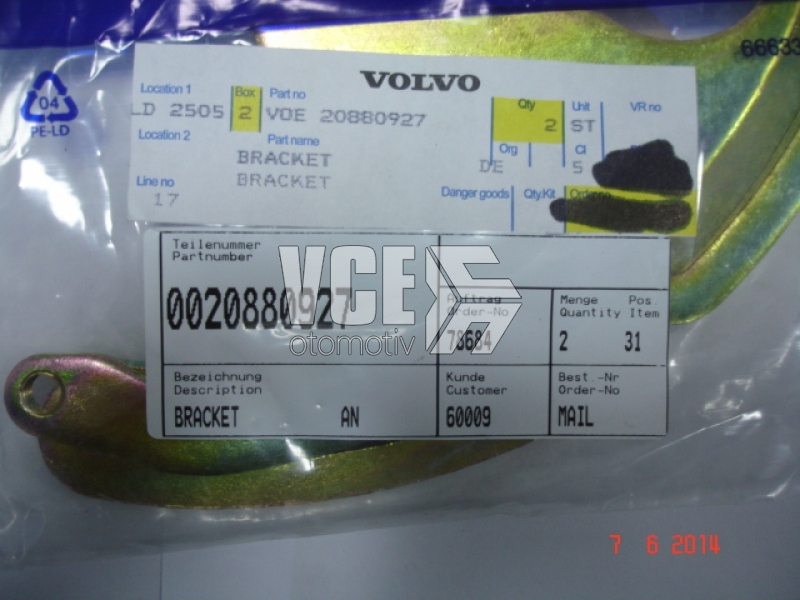 66633
04
PE-LD
VOLVO
Location 1 Box Part no Qty Unit VR no
LD 2505 2 VOE 20880927 2 ST
Location 2 Part name Org CI
BRACKET DE 5
Line no BRACKET Danger goods Qty.Kit
17
Teilenummer
Partnumber
0020880927
Auftrag Menge Pos
Order-No Quantity Item
78684 2 31
Bezeichnung Kunde Best.-Nr
Description Customer Order-No
BRACKET AN 60009 MAIL
VCE
otomotiv
7 6 2014